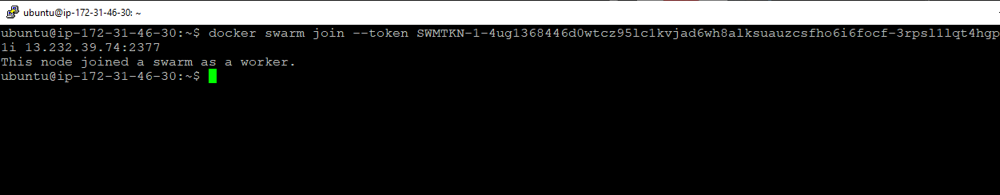 ubuntu@ip-172-31-46-30: ~
ubuntu@ip-172-31-46-30:~$ docker swarm join --token SWMTKN-1-4ug1368446d0wtcz95lc1kvjad6wh8alksuauzcsfho6i6focf-3rpsl1lqt4hgp
1i 13.232.39.74:2377
This node joined a swarm as a worker.
ubuntu@ip-172-31-46-30:~$